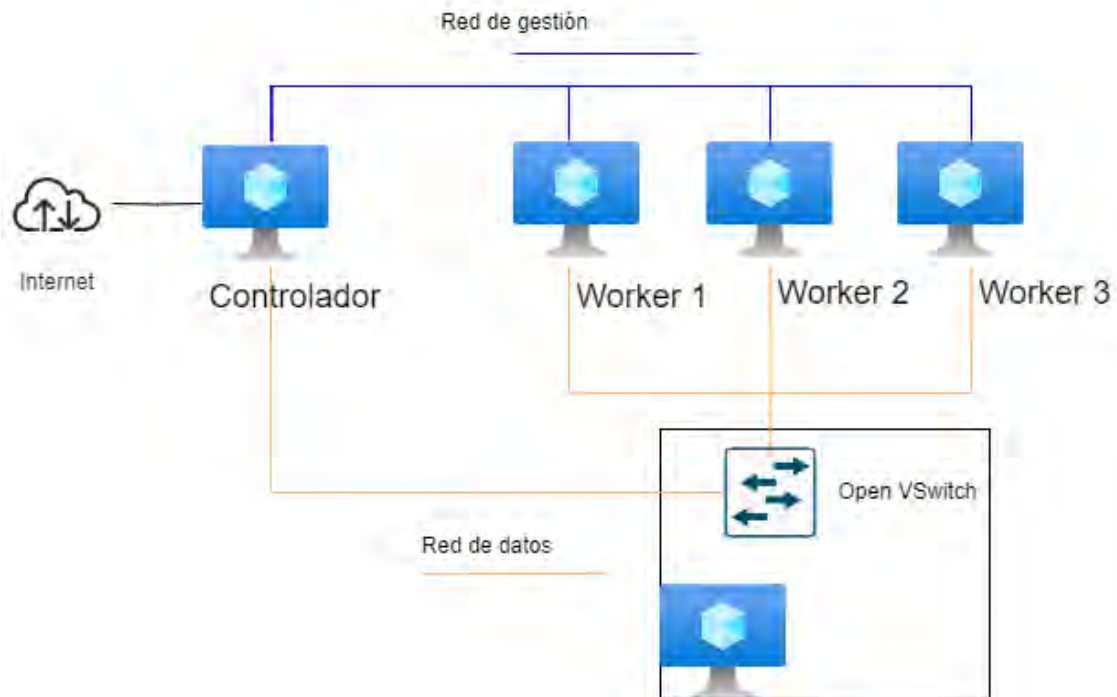 Red de gestión
Internet
Controlador
Worker 1
Worker 2
Worker 3
Open VSwitch
Red de datos